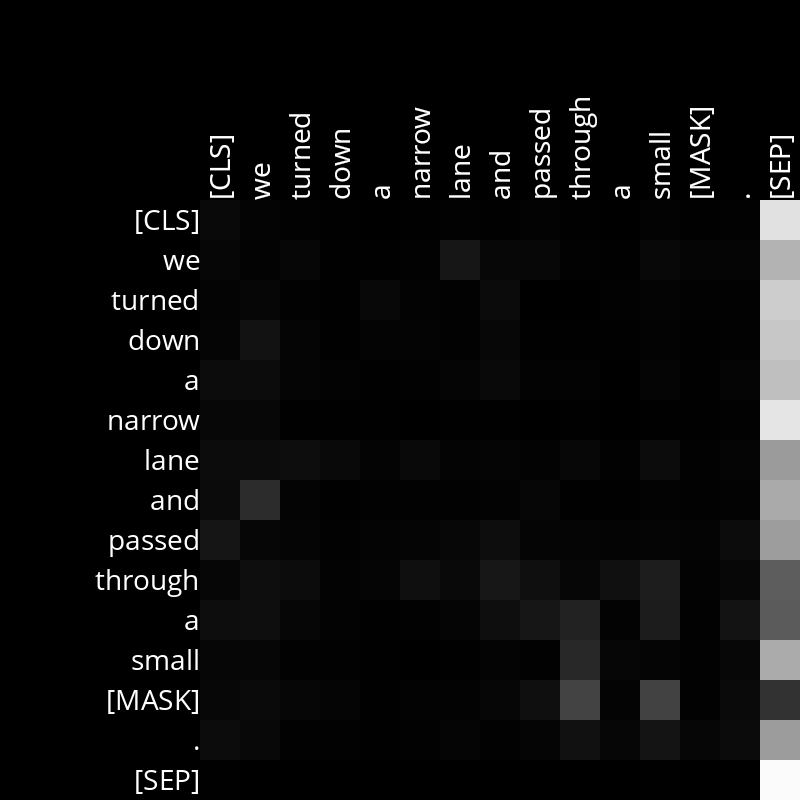 [CLS] we turned down a narrow lane and passed through a small [MASK] . [SEP]
[CLS]
we
turned
down
a
narrow
lane
and
passed
through
a
small
[MASK]
.
[SEP]